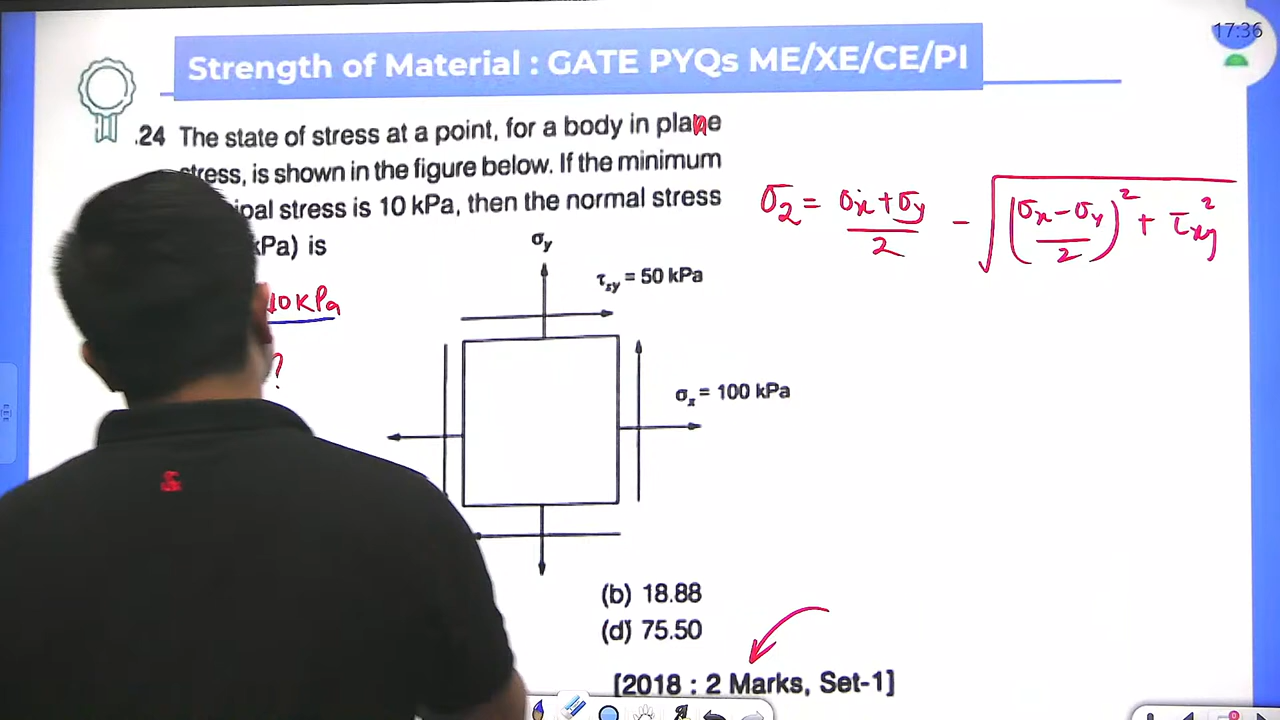 17:36
Strength of Material : GATE PYQs ME/XE/CE/PI
.24 The state of stress at a point, for a body in plane
stress, is shown in the figure below. If the minimum
stress is 10 kPa, then the normal stress
is
σy
τxy = 50 kPa
10 kPa
?
σx = 100 kPa
σ2 = σx + σy / 2 - √((σx - σy / 2)² + τxy²)
(b) 18.88
(d) 75.50
[2018 : 2 Marks, Set-1]